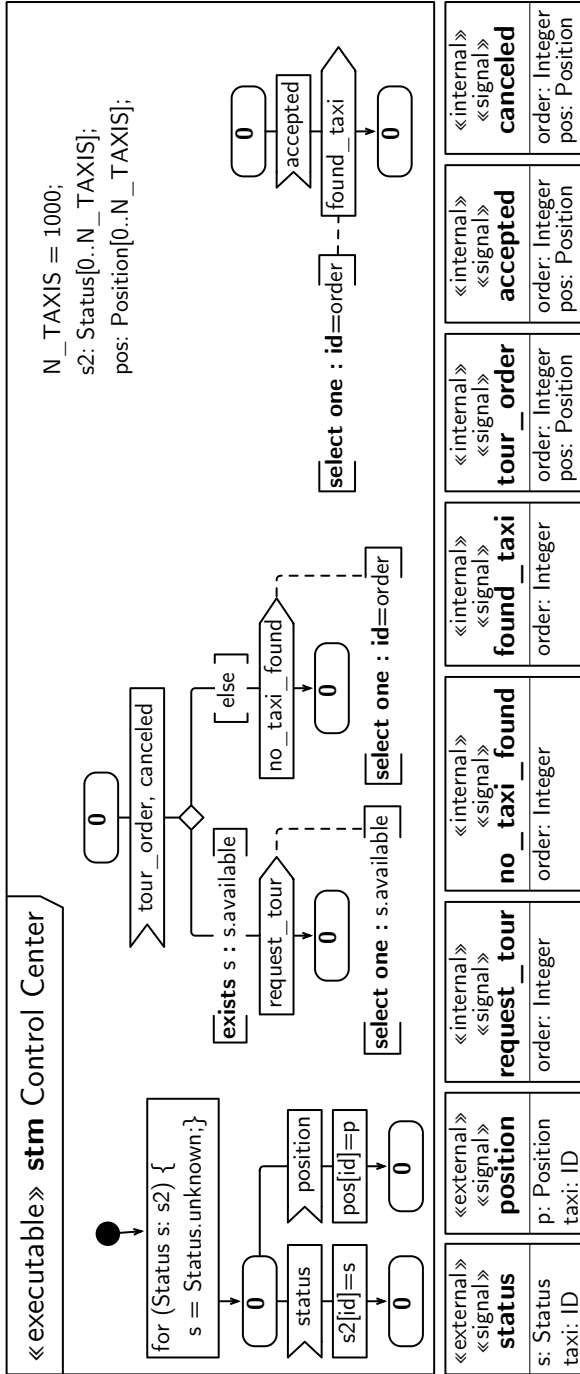 «executable» stm Control Center
N_TAXIS = 1000;
s2: Status[0..N_TAXIS];
pos: Position[0..N_TAXIS];
for (Status s: s2) {
s = Status.unknown;}
0
status
s2[id]=s
0
position
pos[id]=p
0
0
tour_order, canceled
exists s : s.available
request_tour
0
select one : s.available
else
no_taxi_found
0
select one : id=order
0
accepted
found_taxi
0
select one : id=order
«external»
«signal»
status
s: Status
taxi: ID
«external»
«signal»
position
p: Position
taxi: ID
«internal»
«signal»
request_tour
order: Integer
«internal»
«signal»
no_taxi_found
order: Integer
«internal»
«signal»
found_taxi
order: Integer
«internal»
«signal»
tour_order
order: Integer
pos: Position
«internal»
«signal»
accepted
order: Integer
pos: Position
«internal»
«signal»
canceled
order: Integer
pos: Position